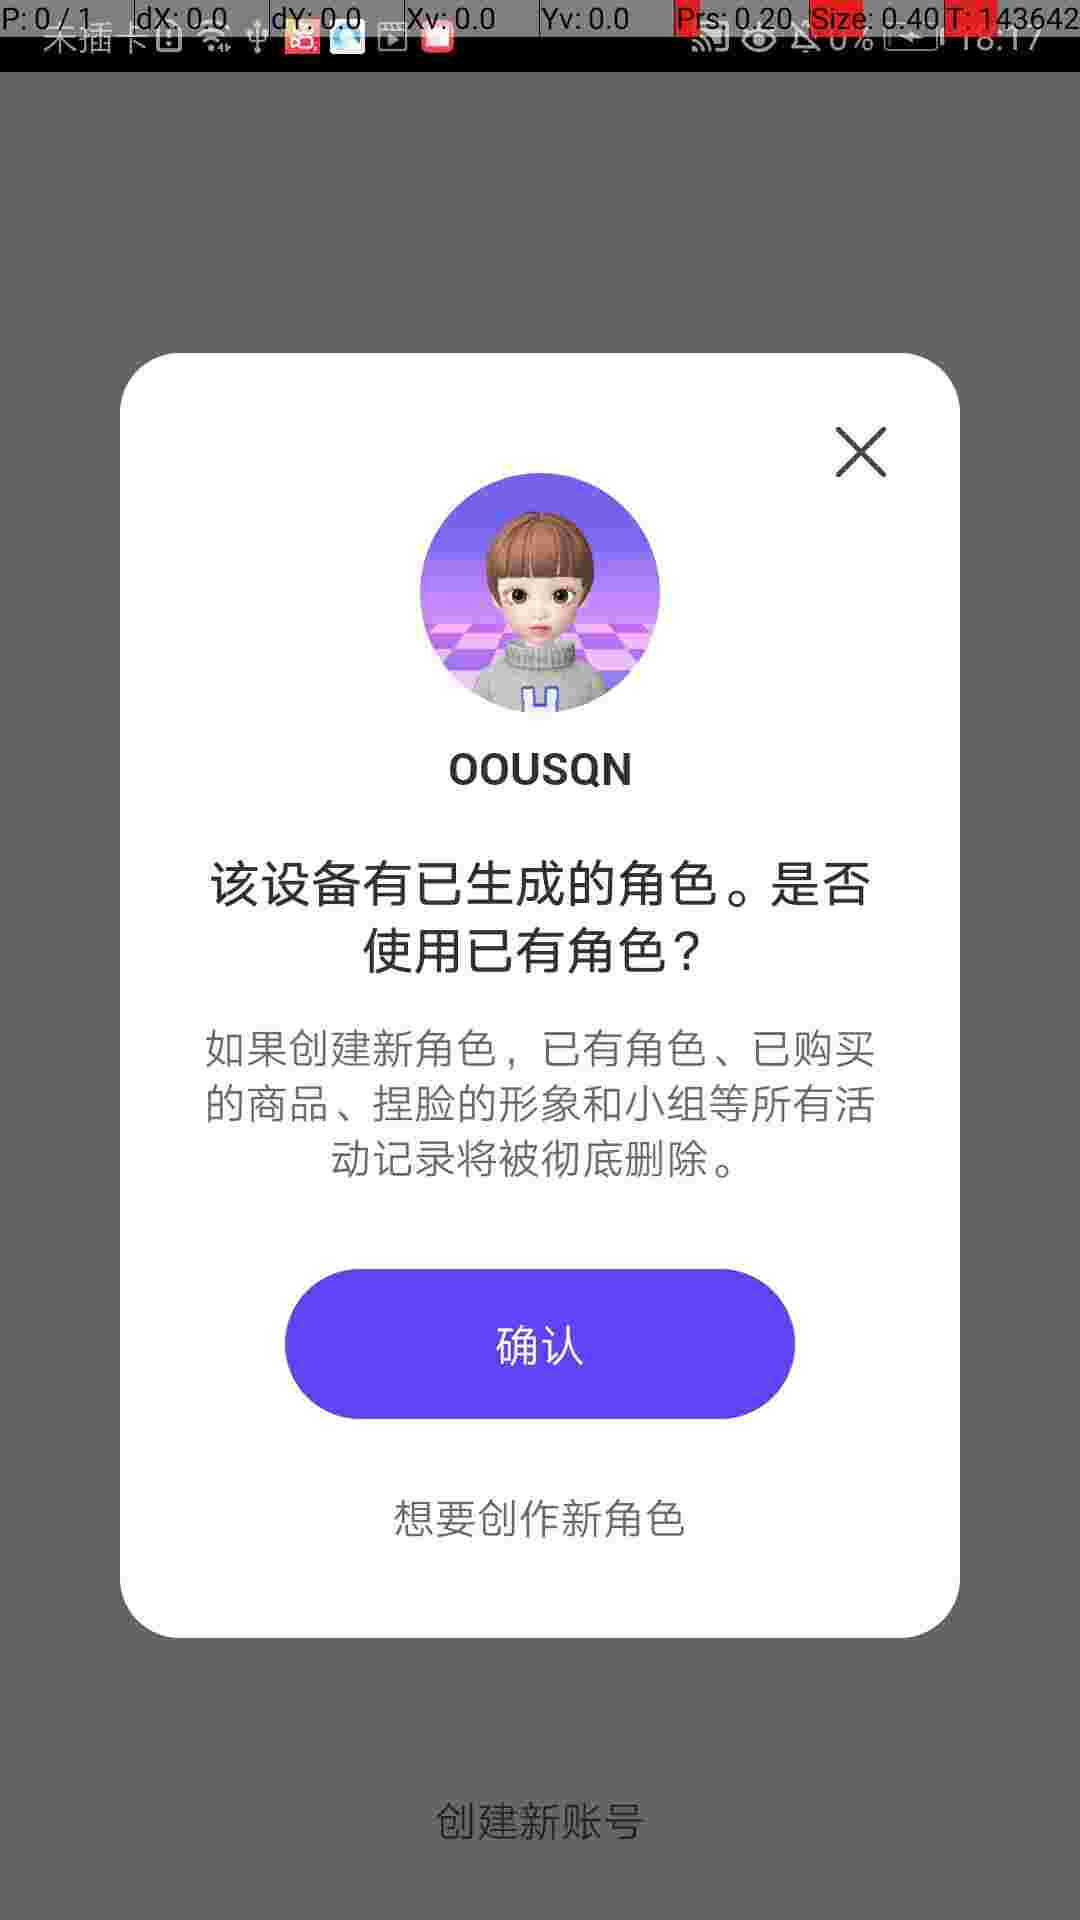 P: 0 / 1 dX: 0.0 dY: 0.0 Xv: 0.0 Yv: 0.0 Prs: 0.20 Size: 0.40 T: 143642
未插卡 0% 18:17
OOUSQN
该设备有已生成的角色。是否
使用已有角色？
如果创建新角色，已有角色、已购买
的商品、捏脸的形象和小组等所有活
动记录将被彻底删除。
确认
想要创作新角色
创建新账号